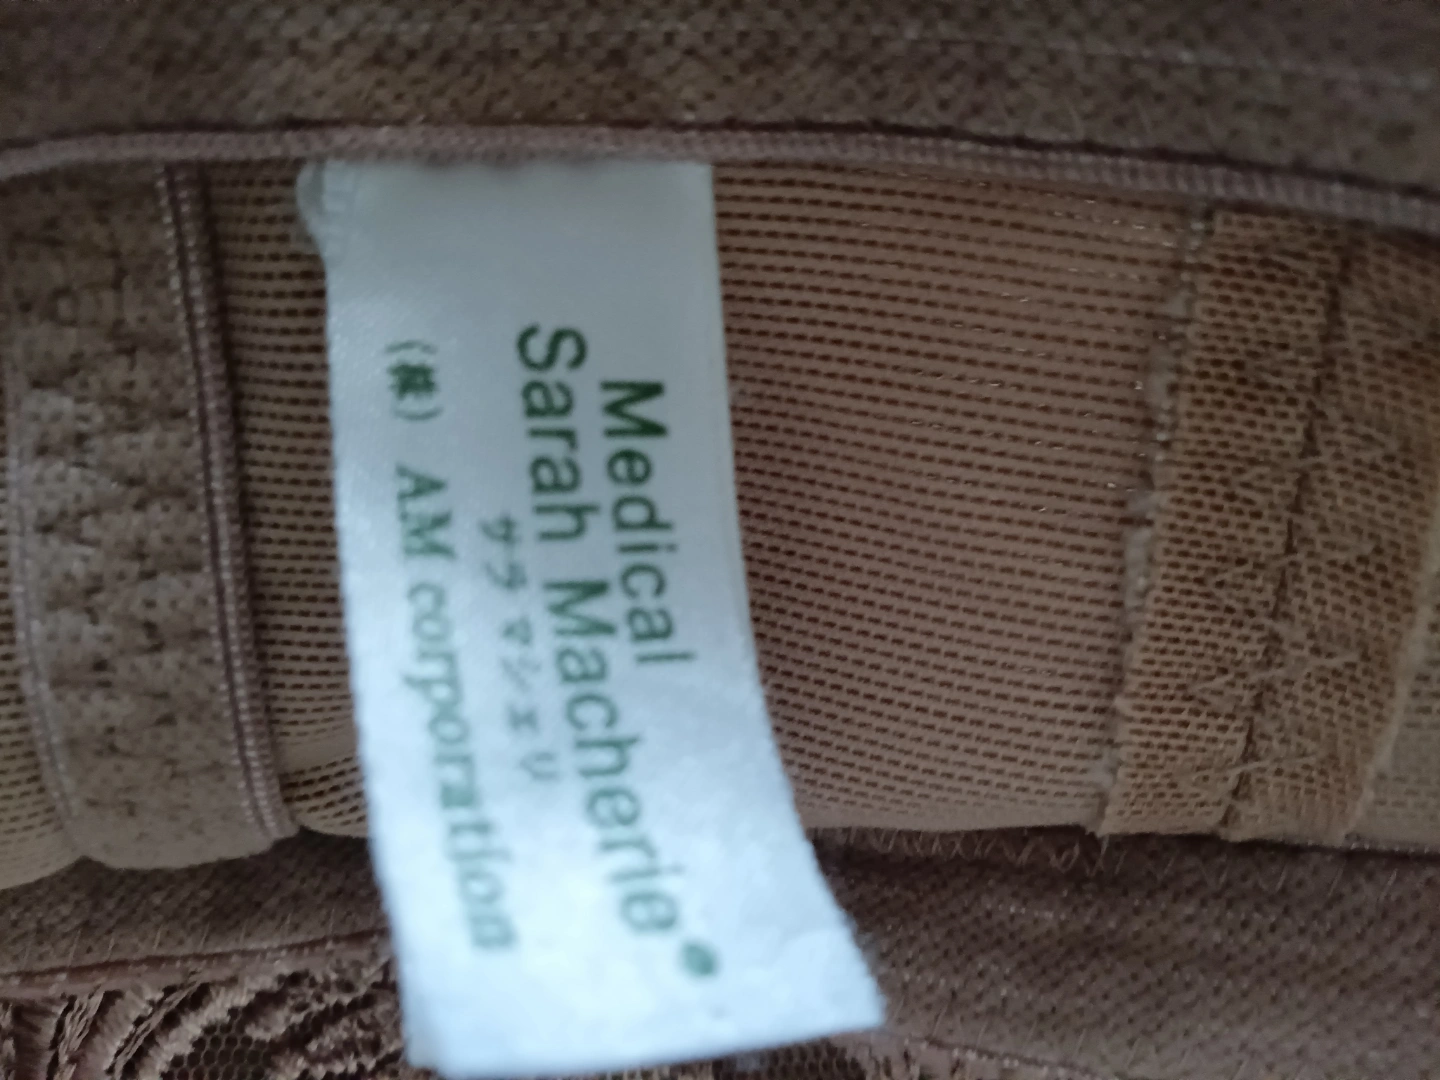 Medical
Sarah Macherie
サラ マシェリ
(株) AM corporation